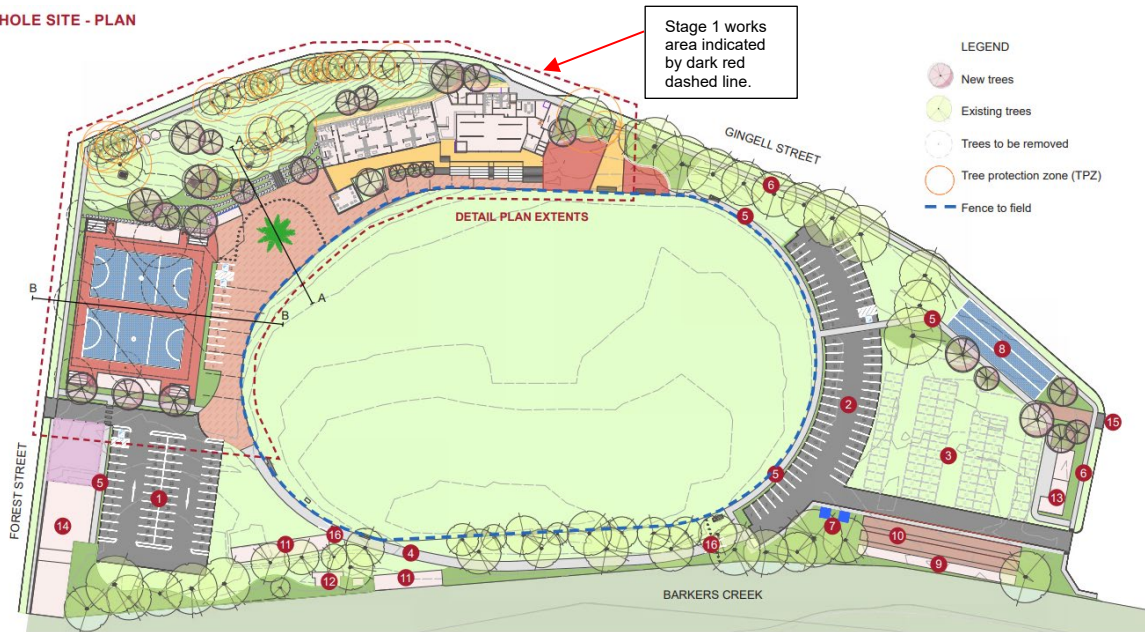 HOLE SITE - PLAN
Stage 1 works
area indicated
by dark red
dashed line.
LEGEND
New trees
Existing trees
Trees to be removed
Tree protection zone (TPZ)
Fence to field
GINGELL STREET
DETAIL PLAN EXTENTS
A
A
B
B
FOREST STREET
BARKERS CREEK
6
5
5
8
2
15
3
6
5
13
5
1
14
7
10
16
16
11
4
9
12
11